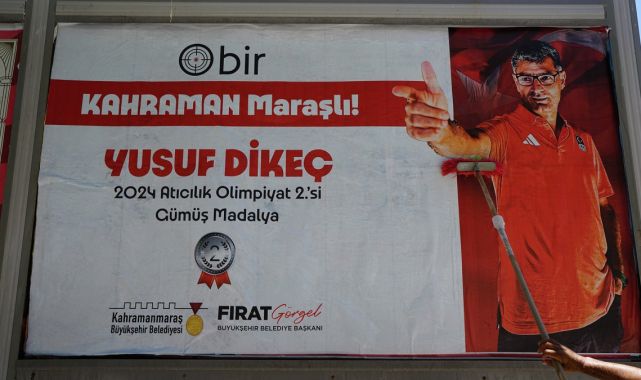 bir
KAHRAMAN Maraşlı!
YUSUF DİKEÇ
2024 Atıcılık Olimpiyat 2.'si
Gümüş Madalya
2
Kahramanmaraş
Büyükşehir Belediyesi
FIRAT Görgel
BÜYÜKŞEHİR BELEDİYE BAŞKANI